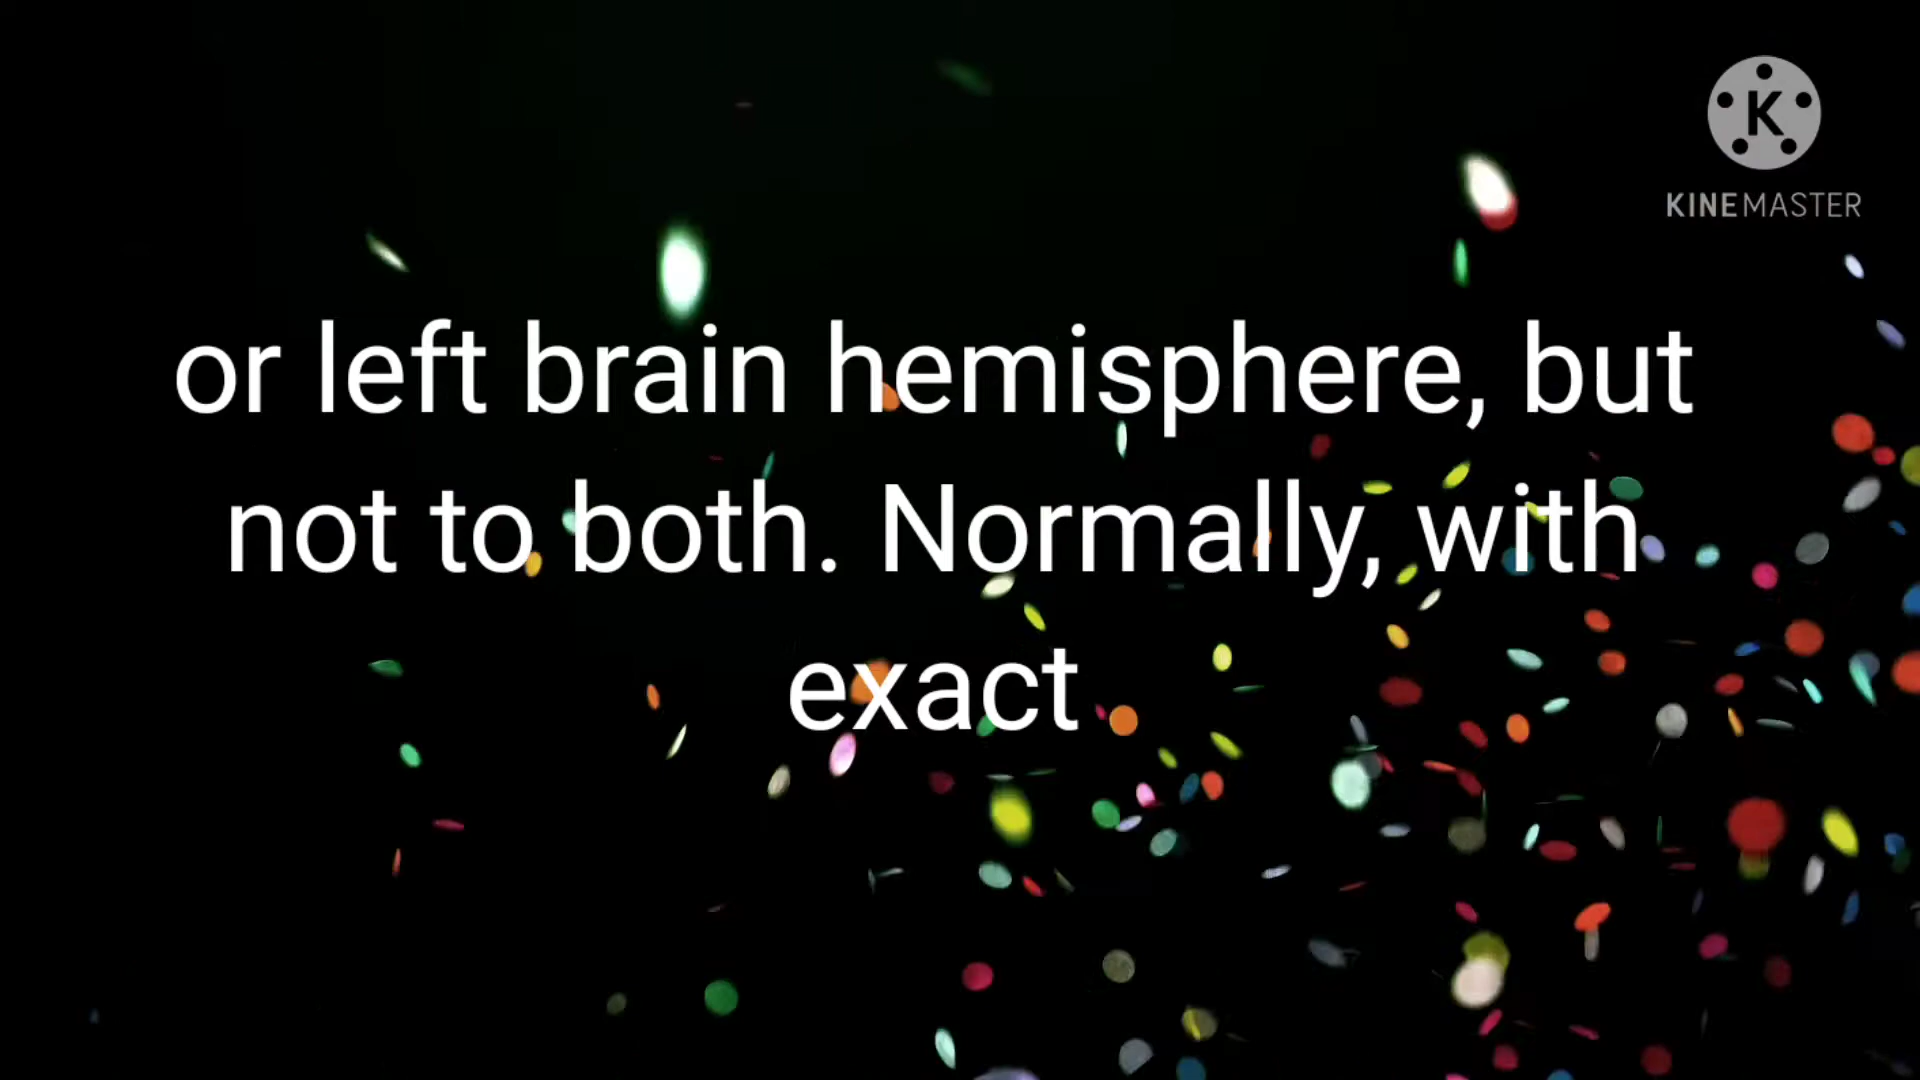 K
KINEMASTER
or left brain hemisphere, but
not to both. Normally, with
exact